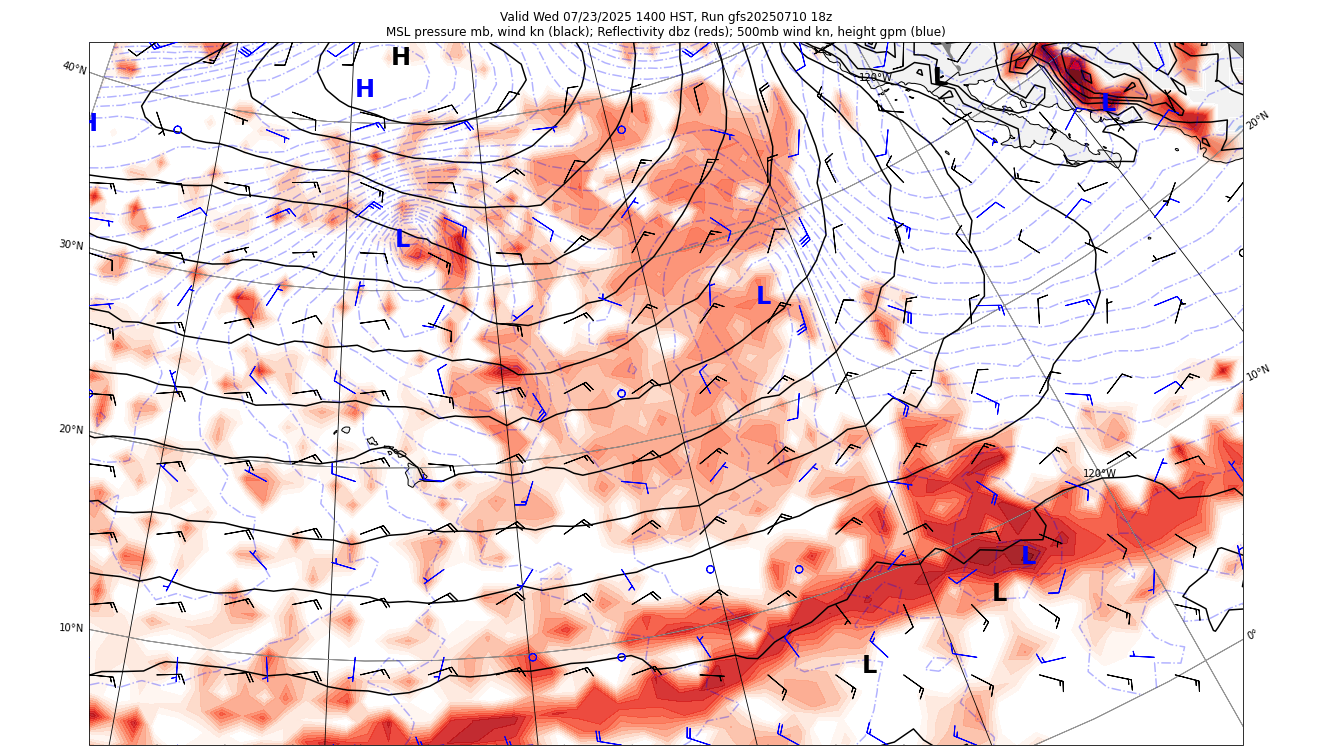 Valid Wed 07/23/2025 1400 HST, Run gfs20250710 18z
MSL pressure mb, wind kn (black); Reflectivity dbz (reds); 500mb wind kn, height gpm (blue)
H
L
120°W
40°N
H
L
H
20°N
L
30°N
L
10°N
20°N
120°W
L
L
10°N
0°
L